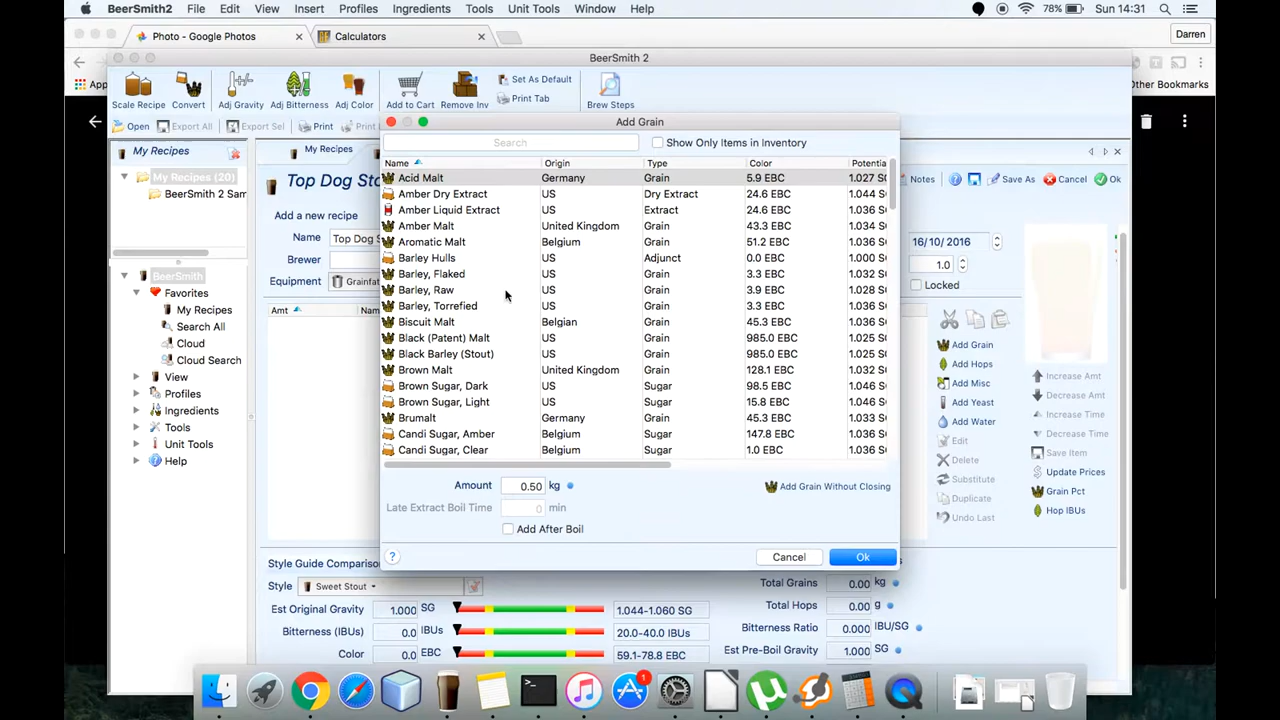 BeerSmith2 File Edit View Insert Profiles Ingredients Tools Unit Tools Window Help 78% Sun 14:31
Photo - Google Photos Calculators Darren
BeerSmith 2
Other Bookmarks
Scale Recipe Convert Adj Gravity Adj Bitterness Adj Color Add to Cart Remove Inv Set As Default Print Tab Brew Steps
Open Export All Export Sel Print
My Recipes
My Recipes (20)
BeerSmith 2 Sam
BeerSmith
Favorites
My Recipes
Search All
Cloud
Cloud Search
View
Profiles
Ingredients
Tools
Unit Tools
Help
My Recipes
Top Dog Sto
Notes Save As Cancel Ok
Add a new recipe
Name Top Dog S
Brewer
Equipment Grainfat
16/10/2016
1.0
Locked
Amt Nam
Add Grain
Search Show Only Items in Inventory
Name Origin Type Color Potentia
Acid Malt Germany Grain 5.9 EBC 1.027 S
Amber Dry Extract US Dry Extract 24.6 EBC 1.044 S
Amber Liquid Extract US Extract 24.6 EBC 1.036 S
Amber Malt United Kingdom Grain 43.3 EBC 1.034 S
Aromatic Malt Belgium Grain 51.2 EBC 1.036 S
Barley Hulls US Adjunct 0.0 EBC 1.000 S
Barley, Flaked US Grain 3.3 EBC 1.032 S
Barley, Raw US Grain 3.9 EBC 1.028 S
Barley, Torrefied US Grain 3.3 EBC 1.036 S
Biscuit Malt Belgian Grain 45.3 EBC 1.036 S
Black (Patent) Malt US Grain 985.0 EBC 1.025 S
Black Barley (Stout) US Grain 985.0 EBC 1.025 S
Brown Malt United Kingdom Grain 128.1 EBC 1.032 S
Brown Sugar, Dark US Sugar 98.5 EBC 1.046 S
Brown Sugar, Light US Sugar 15.8 EBC 1.046 S
Brumalt Germany Grain 45.3 EBC 1.033 S
Candi Sugar, Amber Belgium Sugar 147.8 EBC 1.036 S
Candi Sugar, Clear Belgium Sugar 1.0 EBC 1.036 S
Amount 0.50 kg Add Grain Without Closing
Late Extract Boil Time 0 min
Add After Boil
? Cancel Ok
Add Grain
Add Hops
Add Misc
Add Yeast
Add Water
Edit
Delete
Substitute
Duplicate
Undo Last
Increase Amt
Decrease Amt
Increase Time
Decrease Time
Save Item
Update Prices
Grain Pct
Hop IBUs
Style Guide Compariso
Style Sweet Stout
Est Original Gravity 1.000 SG 1.044-1.060 SG
Bitterness (IBUs) 0.0 IBUs 20.0-40.0 IBUs
Color 0.0 EBC 59.1-78.8 EBC
Total Grains 0.00 kg
Total Hops 0.00 g
Bitterness Ratio 0.000 IBU/SG
Est Pre-Boil Gravity 1.000 SG
1